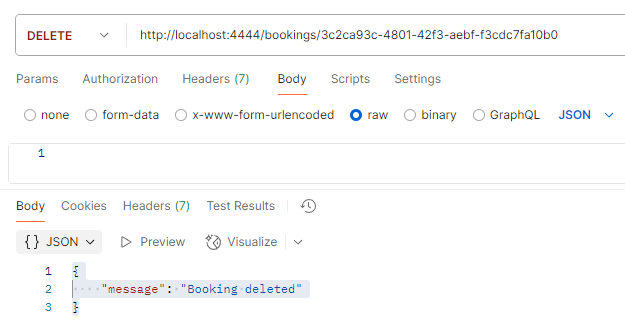 DELETE http://localhost:4444/bookings/3c2ca93c-4801-42f3-aebf-f3cdc7fa10b0
Params Authorization Headers (7) Body Scripts Settings
none form-data x-www-form-urlencoded raw binary GraphQL JSON
1
Body Cookies Headers (7) Test Results
{} JSON Preview Visualize
1 {
2 "message": "Booking deleted"
3 }